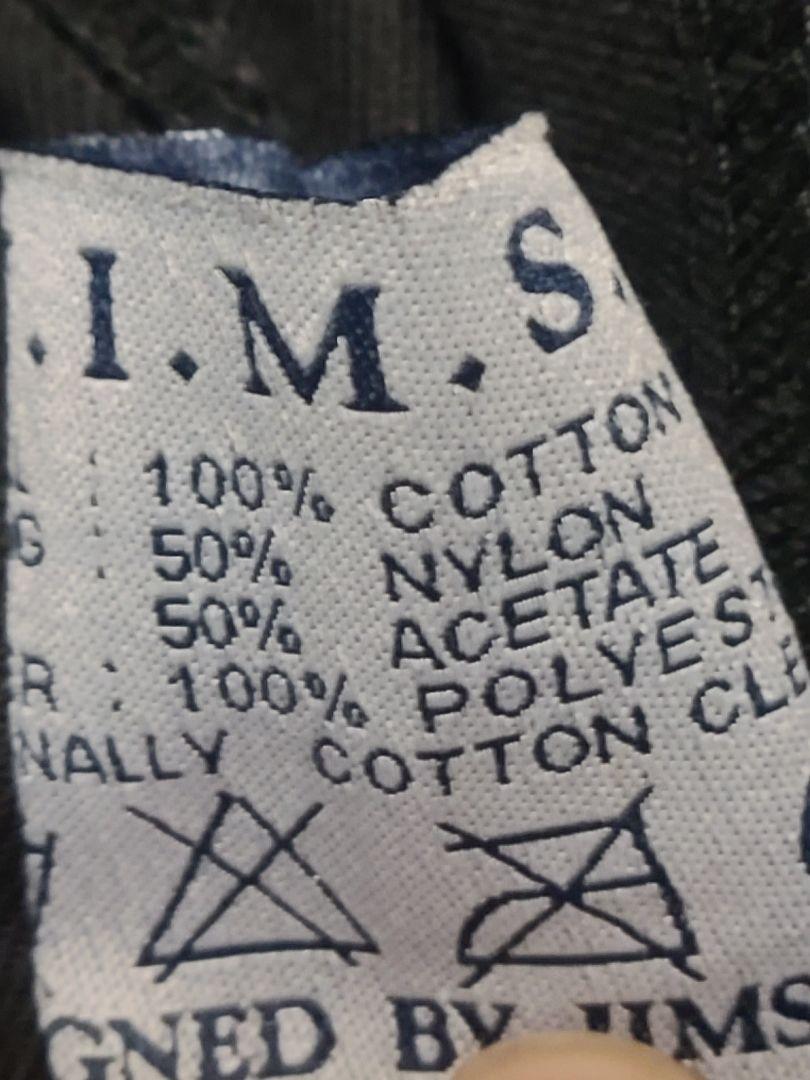 .I.M.S.
: 100% COTTON
G : 50% NYLON
50% ACETATE
R : 100% POLYEST
NALLY COTTON CLE
H
GNED BY JIMS